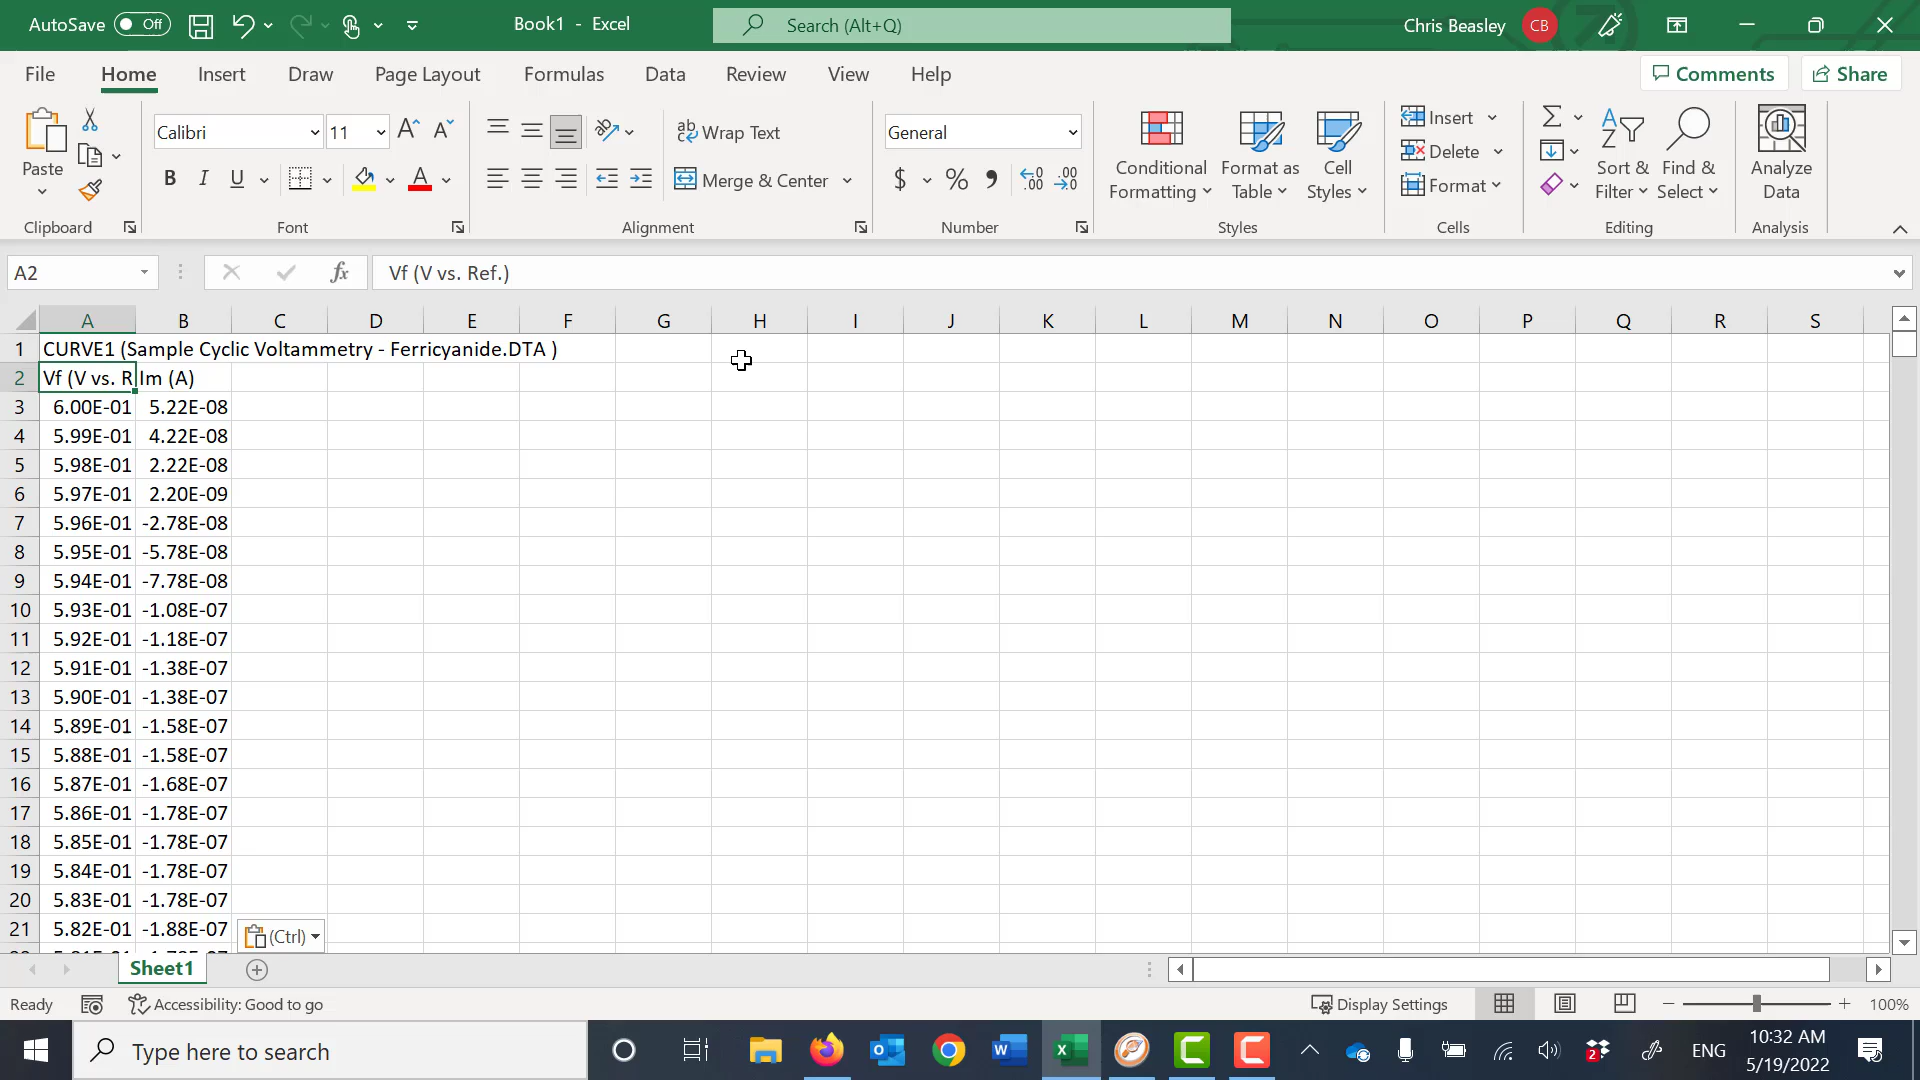 AutoSave Off Book1 - Excel Search (Alt+Q) Chris Beasley CB
File Home Insert Draw Page Layout Formulas Data Review View Help Comments Share
Paste Calibri 11 Wrap Text General Conditional Formatting Format as Table Cell Styles Insert Sort & Filter Find & Select Analyze Data
B I U Merge & Center $ % Delete
Format
Clipboard Font Alignment Number Styles Cells Editing Analysis
A2 fx Vf (V vs. Ref.)
A B C D E F G H I J K L M N O P Q R S
1 CURVE1 (Sample Cyclic Voltammetry - Ferricyanide.DTA )
2 Vf (V vs. R Im (A)
3 6.00E-01 5.22E-08
4 5.99E-01 4.22E-08
5 5.98E-01 2.22E-08
6 5.97E-01 2.20E-09
7 5.96E-01 -2.78E-08
8 5.95E-01 -5.78E-08
9 5.94E-01 -7.78E-08
10 5.93E-01 -1.08E-07
11 5.92E-01 -1.18E-07
12 5.91E-01 -1.38E-07
13 5.90E-01 -1.38E-07
14 5.89E-01 -1.58E-07
15 5.88E-01 -1.58E-07
16 5.87E-01 -1.68E-07
17 5.86E-01 -1.78E-07
18 5.85E-01 -1.78E-07
19 5.84E-01 -1.78E-07
20 5.83E-01 -1.78E-07
21 5.82E-01 -1.88E-07 (Ctrl)
Sheet1
Ready Accessibility: Good to go Display Settings 100%
Type here to search ENG 10:32 AM
5/19/2022